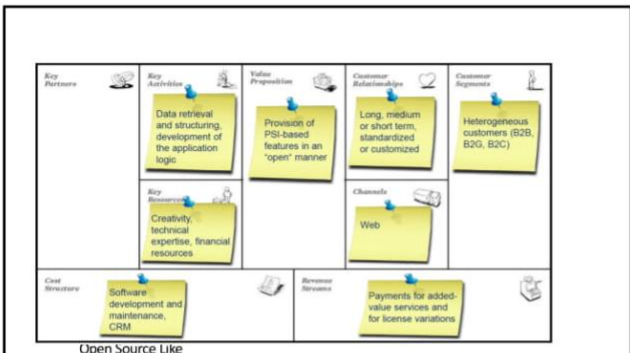 Key
Partners
Key
Activities
Value
Proposition
Customer
Relationships
Customer
Segments
Data retrieval
and structuring,
development of
the application
logic
Provision of
PSI-based
features in an
"open" manner
Long, medium
or short term,
standardized
or customized
Heterogeneous
customers (B2B,
B2G, B2C)
Key
Resources
Creativity,
technical
expertise, financial
resources
Channels
Web
Cost
Structure
Software
development and
maintenance,
CRM
Revenue
Streams
Payments for added-
value services and
for license variations
Open Source Like